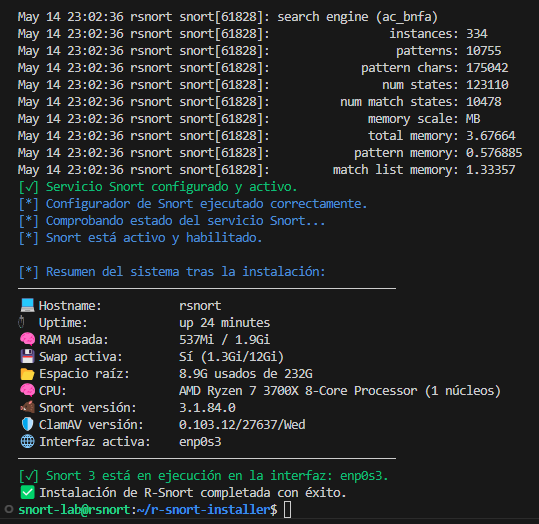 May 14 23:02:36 rsnort snort[61828]: search engine (ac_bnfa)
May 14 23:02:36 rsnort snort[61828]:                 instances: 334
May 14 23:02:36 rsnort snort[61828]:                  patterns: 10755
May 14 23:02:36 rsnort snort[61828]:             pattern chars: 175042
May 14 23:02:36 rsnort snort[61828]:                num states: 123110
May 14 23:02:36 rsnort snort[61828]:          num match states: 10478
May 14 23:02:36 rsnort snort[61828]:              memory scale: MB
May 14 23:02:36 rsnort snort[61828]:              total memory: 3.67664
May 14 23:02:36 rsnort snort[61828]:            pattern memory: 0.576885
May 14 23:02:36 rsnort snort[61828]:         match list memory: 1.33357
[✓] Servicio Snort configurado y activo.
[*] Configurador de Snort ejecutado correctamente.
[*] Comprobando estado del servicio Snort...
[*] Snort está activo y habilitado.
[*] Resumen del sistema tras la instalación:
💻 Hostname:           rsnort
🖱 Uptime:             up 24 minutes
🧠 RAM usada:          537Mi / 1.9Gi
💾 Swap activa:        Sí (1.3Gi/12Gi)
📂 Espacio raíz:       8.9G usados de 232G
🧠 CPU:                AMD Ryzen 7 3700X 8-Core Processor (1 núcleos)
🐗 Snort versión:      3.1.84.0
🛡 ClamAV versión:     0.103.12/27637/Wed
🌐 Interfaz activa:    enp0s3
[✓] Snort 3 está en ejecución en la interfaz: enp0s3.
✅ Instalación de R-Snort completada con éxito.
snort-lab@rsnort:~/r-snort-installer$